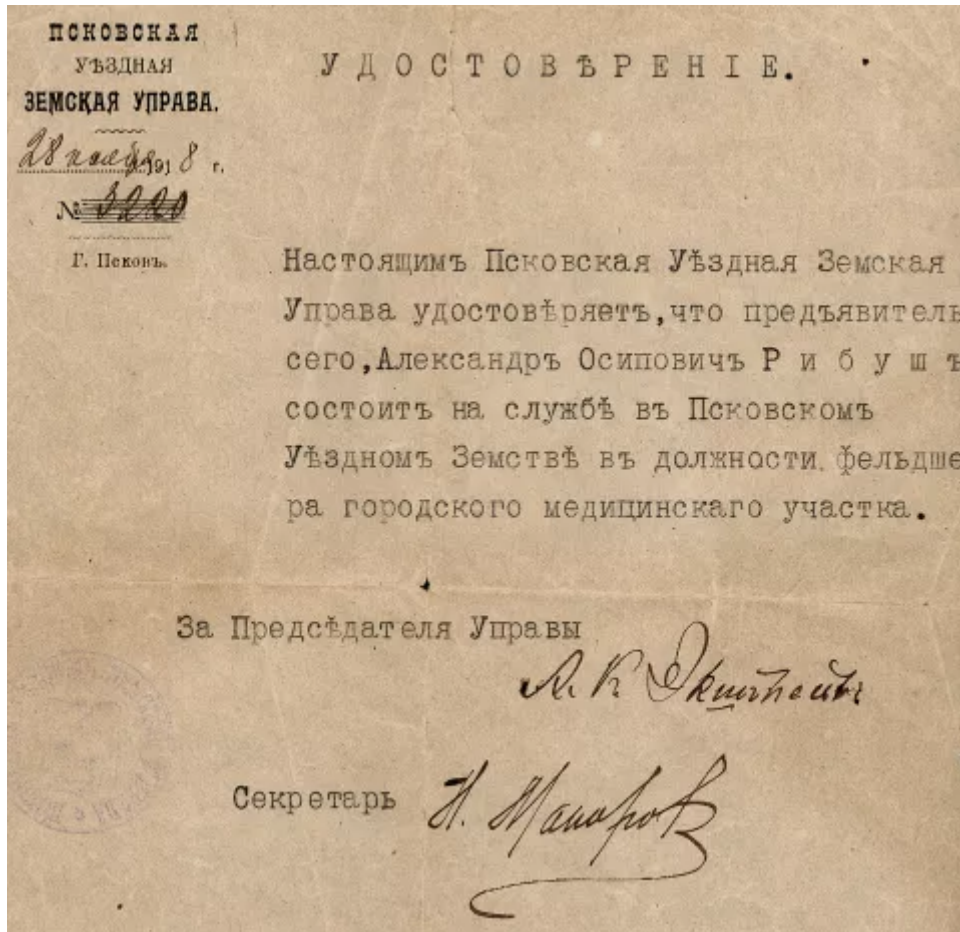 ПСКОВСКАЯ
УѢЗДНАЯ
ЗЕМСКАЯ УПРАВА.
28 ноября 1918 г.
№ 3220
Г. Псковъ.
УДОСТОВѢРЕНІЕ.
Настоящимъ Псковская Уѣздная Земская
Управа удостовѣряетъ,что предъявитель
сего,Александръ Осиповичъ Р и б у ш ъ
состоитъ на службѣ въ Псковскомъ
Уѣздномъ Земствѣ въ должности фельдше
ра городского медицинскаго участка.
За Предсѣдателя Управы
А. К.
Секретарь
Н.